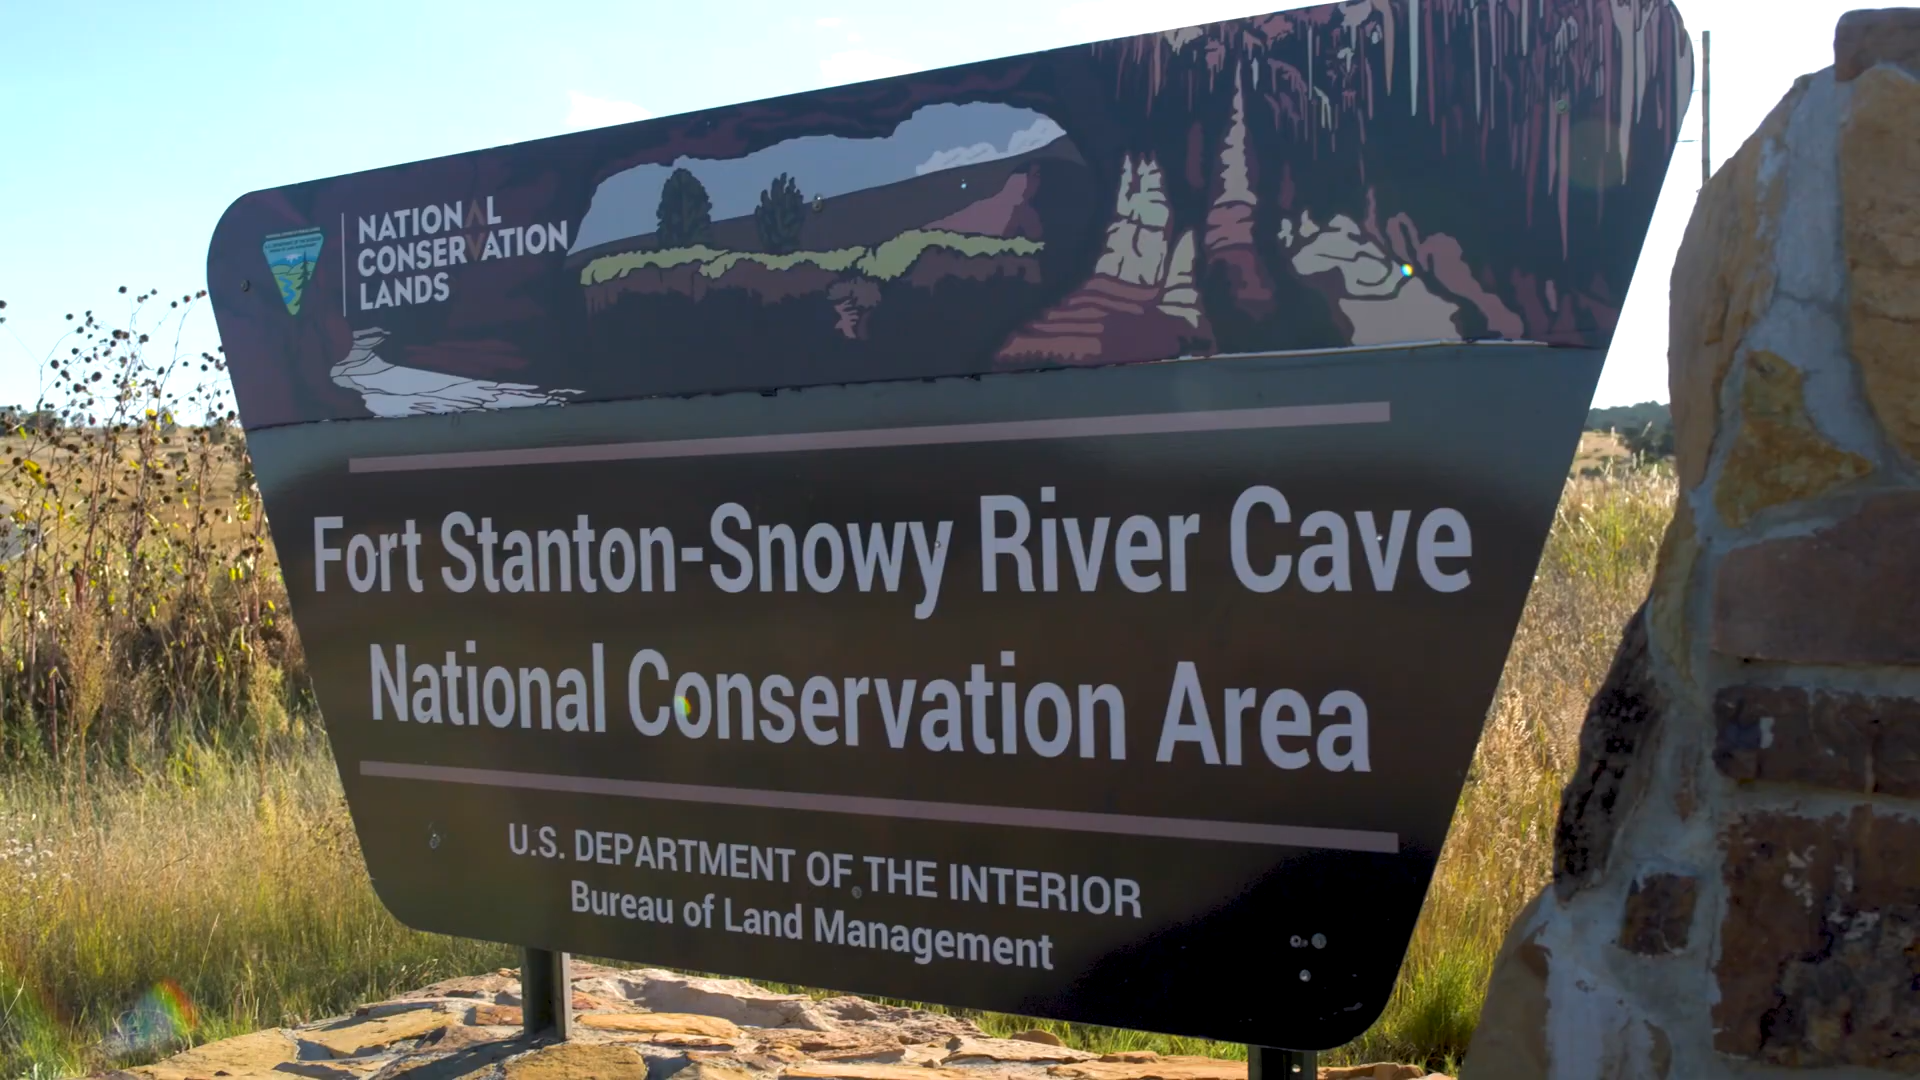 NATIONAL
CONSERVATION
LANDS
Fort Stanton-Snowy River Cave
National Conservation Area
U.S. DEPARTMENT OF THE INTERIOR
Bureau of Land Management